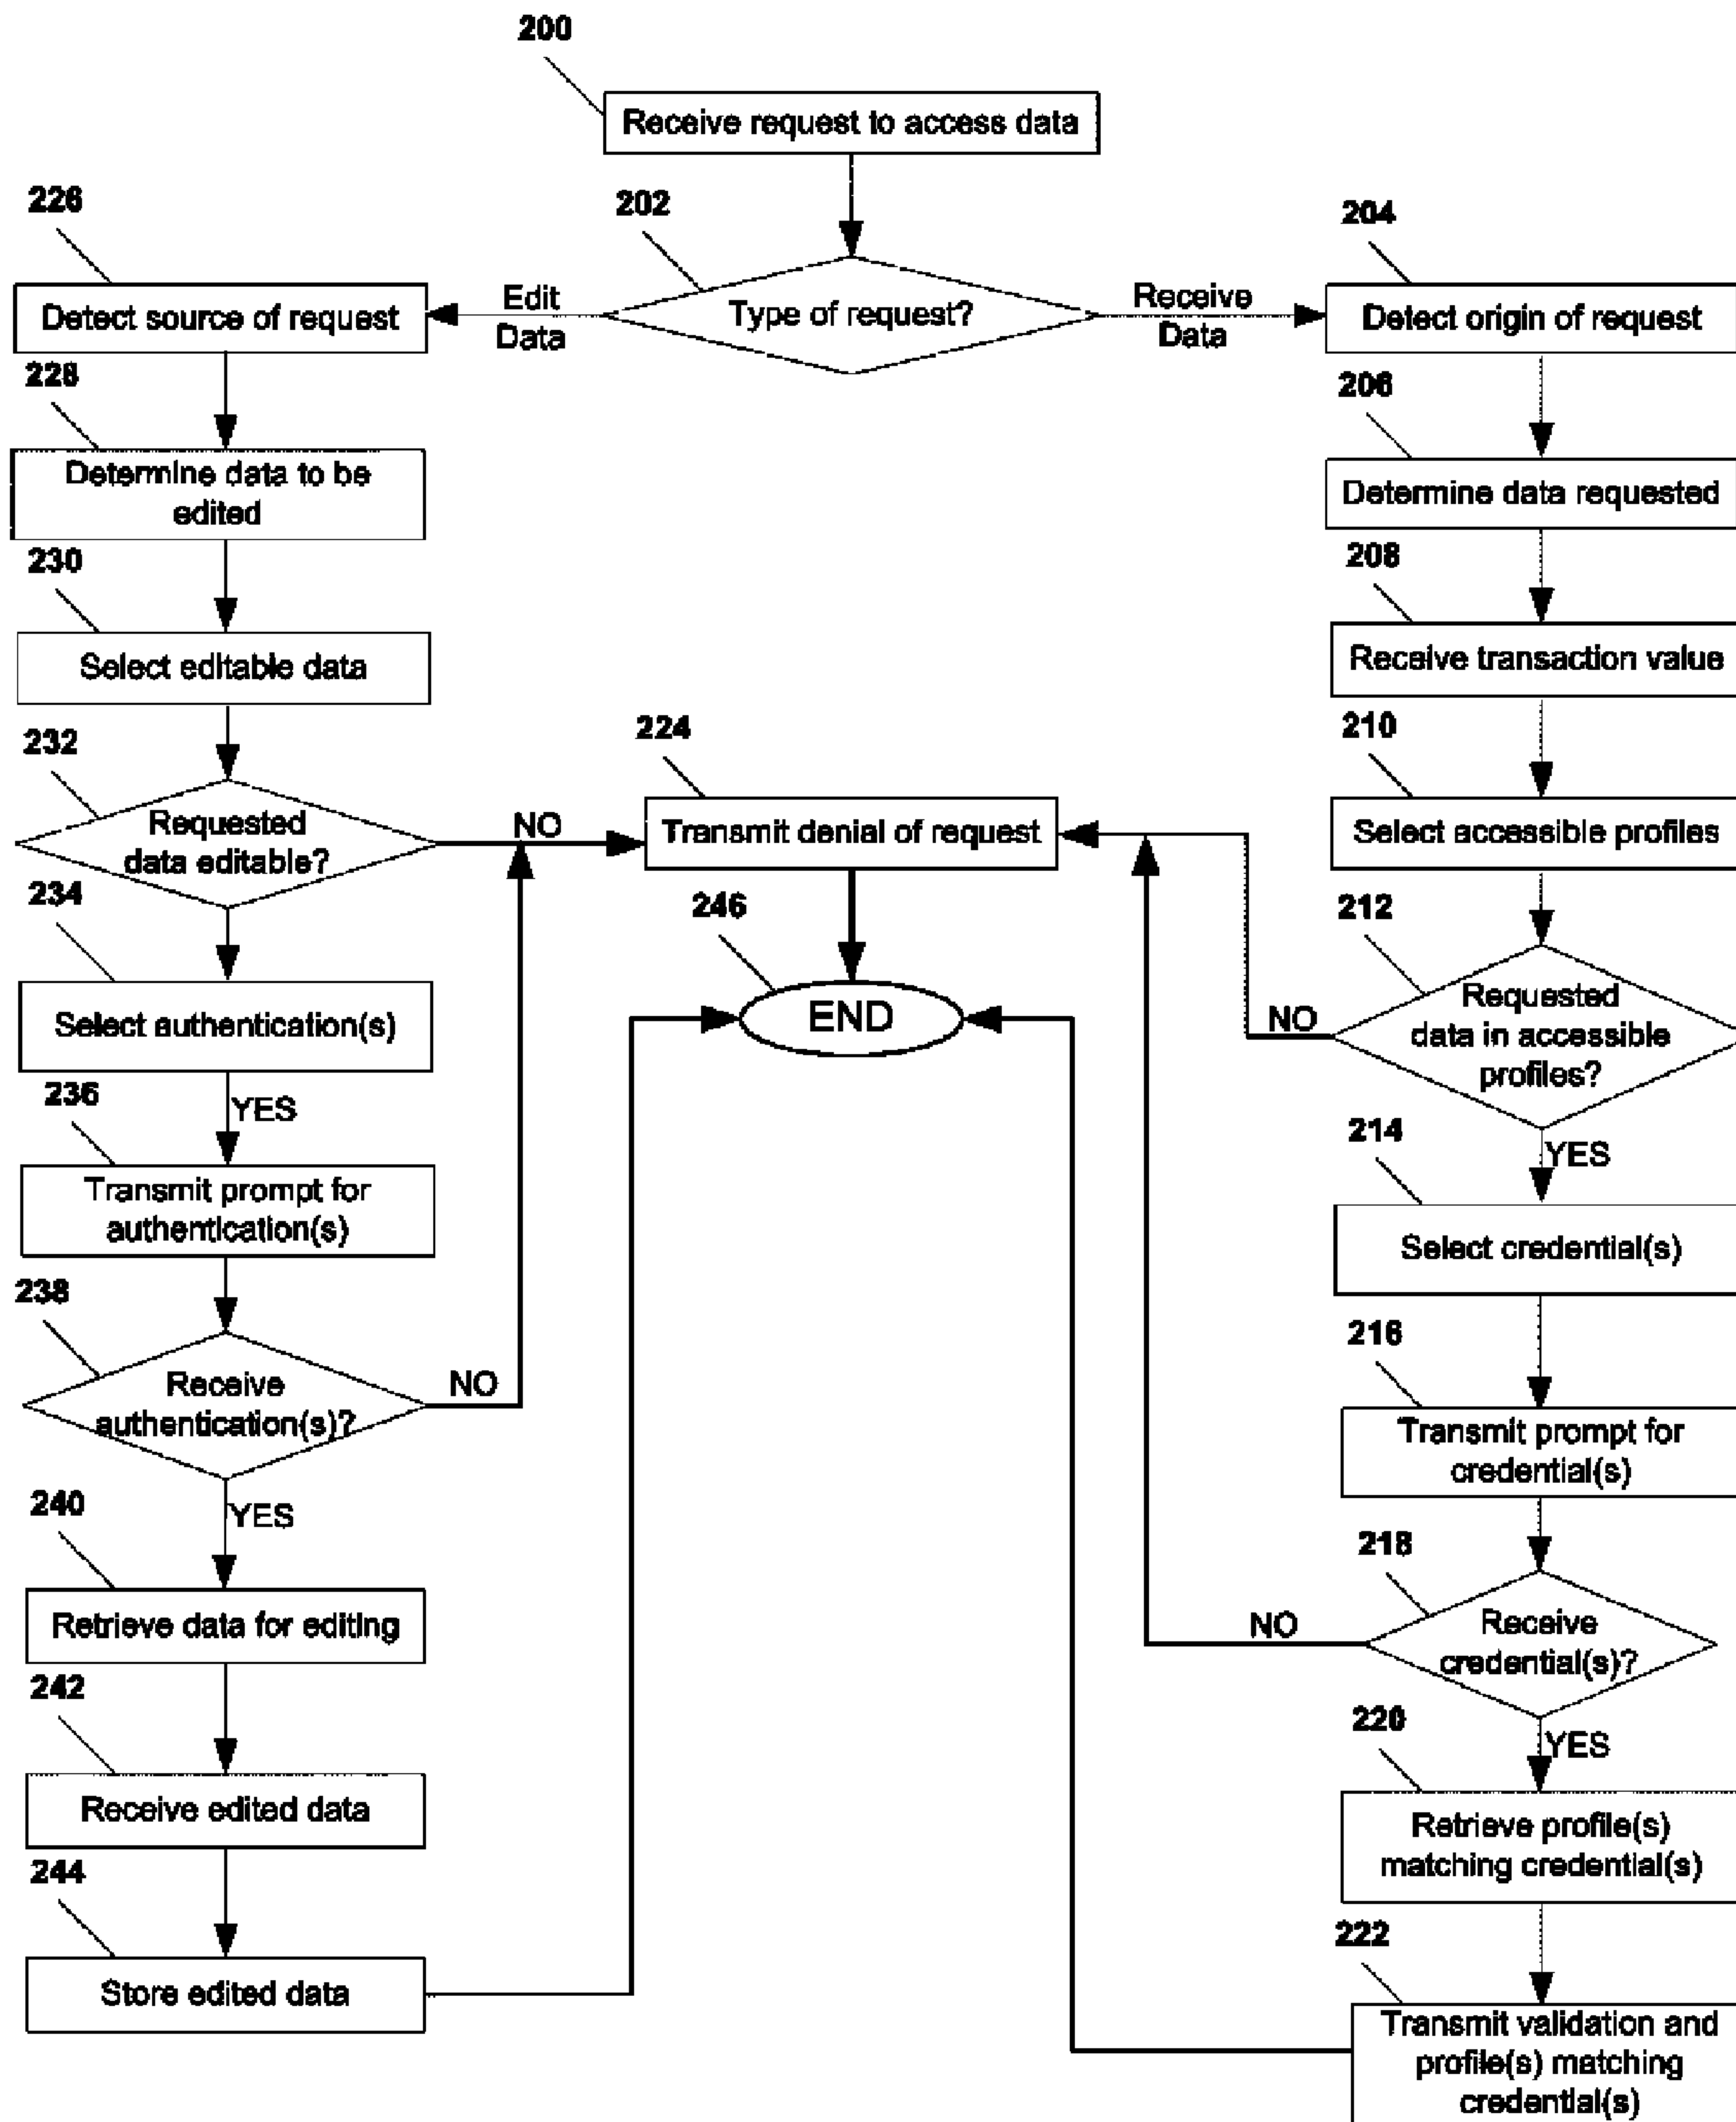 200
Receive request to access data
226
202
204
Detect source of request
Edit
Data
Type of request?
Receive
Data
Detect origin of request
228
206
Determine data to be
edited
Determine data requested
230
208
Select editable data
Receive transaction value
232
224
210
Requested
data editable?
NO
Transmit denial of request
Select accessible profiles
234
246
212
Select authentication(s)
END
NO
Requested
data in accessible
profiles?
236
YES
214
YES
Transmit prompt for
authentication(s)
Select credential(s)
238
216
Receive
authentication(s)?
NO
Transmit prompt for
credential(s)
240
YES
218
Retrieve data for editing
NO
Receive
credential(s)?
242
220
YES
Receive edited data
Retrieve profile(s)
matching credential(s)
244
222
Store edited data
Transmit validation and
profile(s) matching
credential(s)